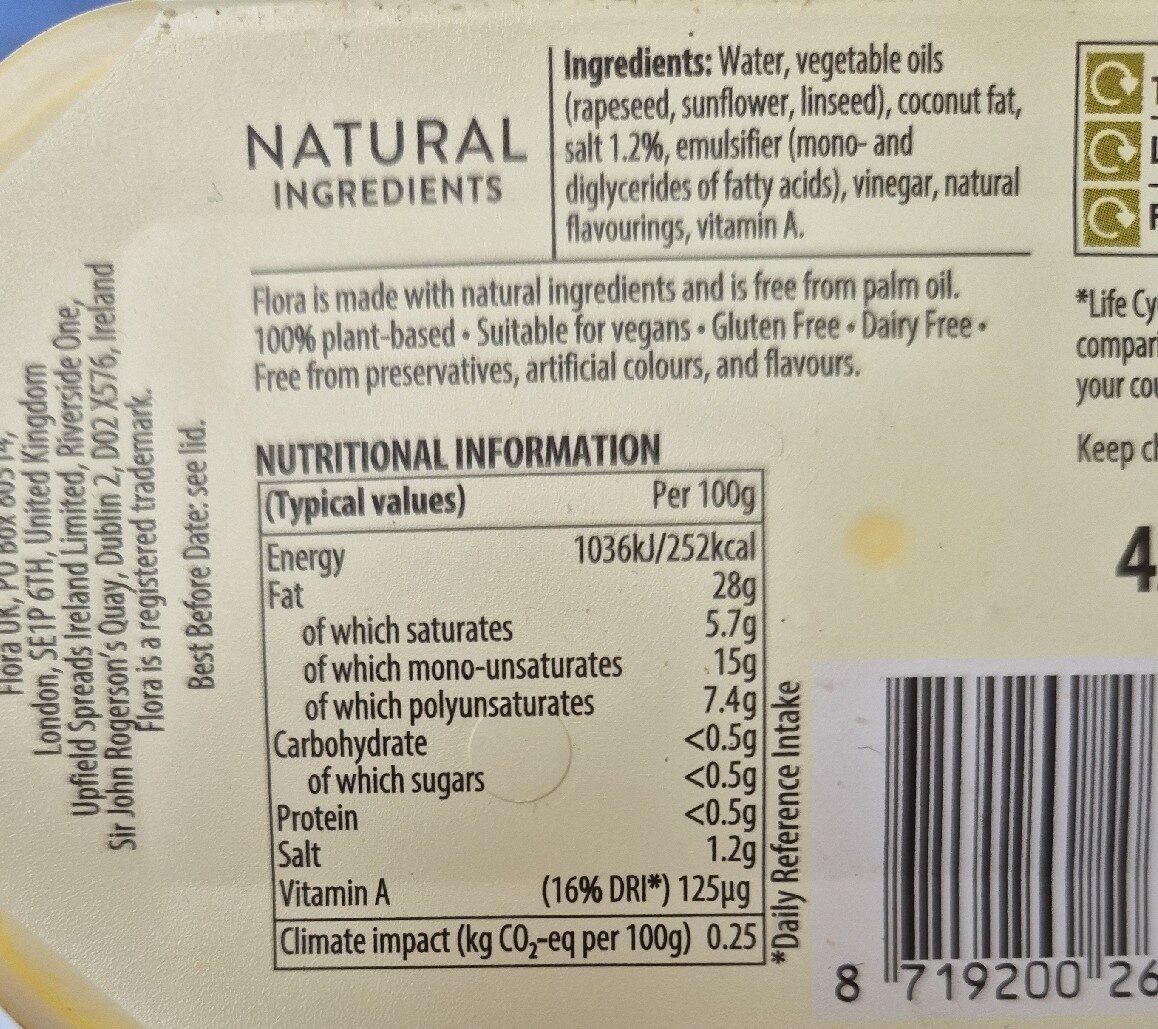 NATURAL
INGREDIENTS
Ingredients: Water, vegetable oils
(rapeseed, sunflower, linseed), coconut fat,
salt 1.2%, emulsifier (mono- and
diglycerides of fatty acids), vinegar, natural
flavourings, vitamin A.
Flora is made with natural ingredients and is free from palm oil.
100% plant-based • Suitable for vegans • Gluten Free • Dairy Free •
Free from preservatives, artificial colours, and flavours.
NUTRITIONAL INFORMATION
(Typical values) Per 100g
Energy 1036kJ/252kcal
Fat 28g
of which saturates 5.7g
of which mono-unsaturates 15g
of which polyunsaturates 7.4g
Carbohydrate <0.5g
of which sugars <0.5g
Protein <0.5g
Salt 1.2g
Vitamin A (16% DRI*) 125µg
Climate impact (kg CO₂-eq per 100g) 0.25
*Daily Reference Intake
Flora UK, PO Box
London, SE1P 6TH, United Kingdom
Upfield Spreads Ireland Limited, Riverside One,
Sir John Rogerson's Quay, Dublin 2, D02 X576, Ireland
Flora is a registered trademark.
Best Before Date: see lid.
*Life Cy
compari
your cou
Keep ch
4
8 719200 26